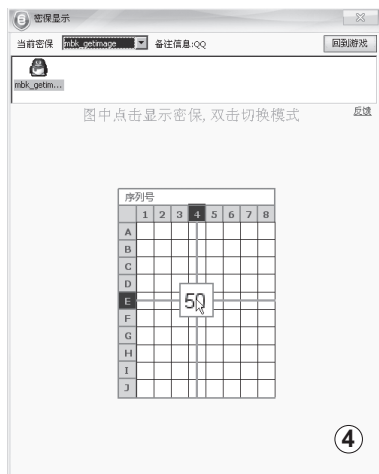 密保显示
当前密保 mbk_getimage 备注信息:QQ 回到游戏
mbk_getim...
图中点击显示密保, 双击切换模式 反馈
序列号
1 2 3 4 5 6 7 8
A
B
C
D
E 50
F
G
H
I
J
④